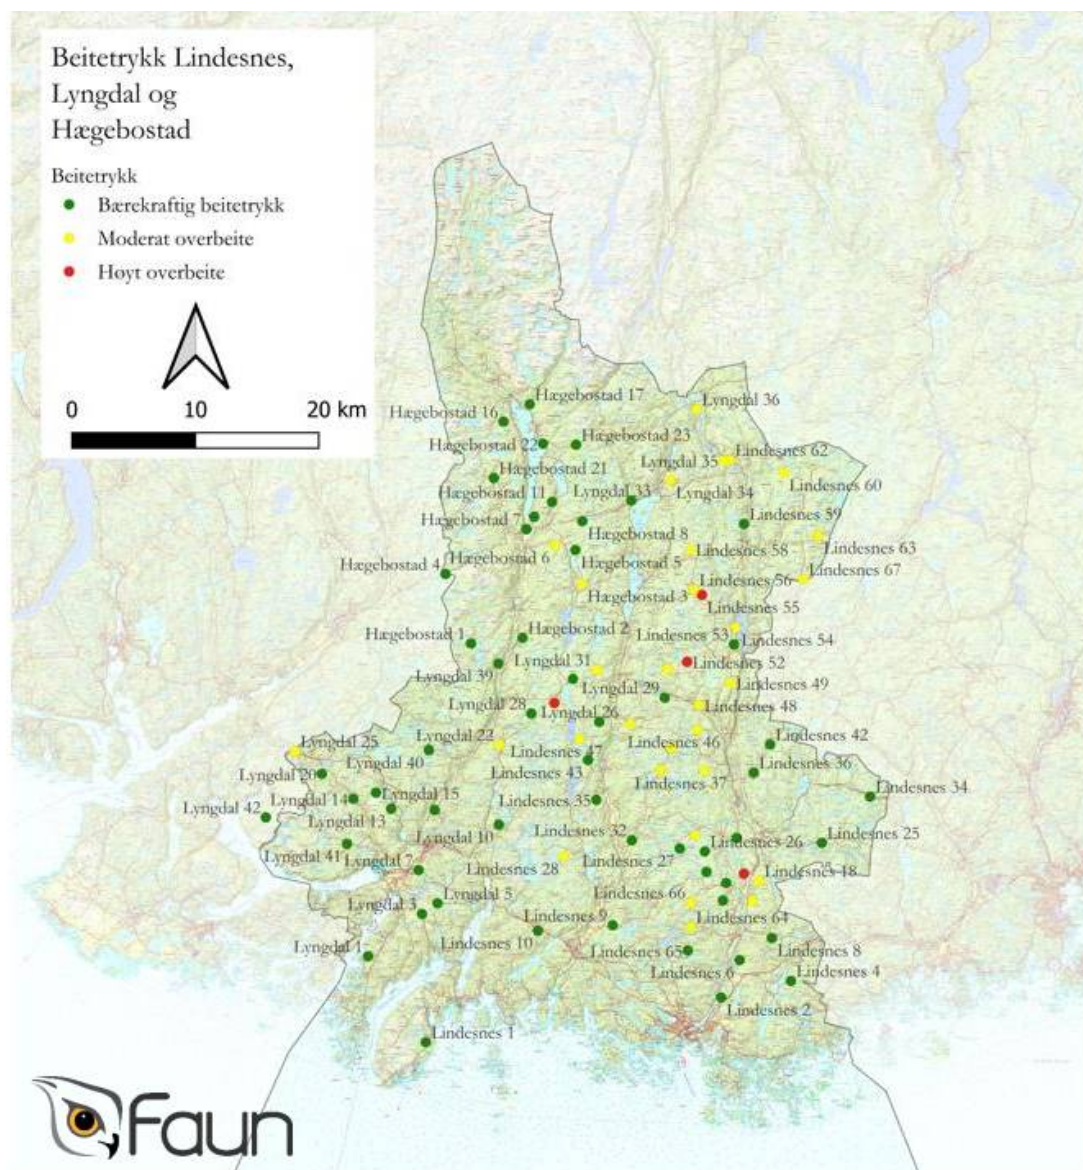 Beitetrykk Lindesnes,
Lyngdal og
Hægebostad
Beitetrykk
Bærekraftig beitetrykk
Moderat overbeite
Høyt overbeite
0 10 20 km
Hægebostad 17
Lyngdal 36
Hægebostad 16
Hægebostad 22
Hægebostad 23
Lindesnes 62
Lyngdal 35
Hægebostad 21
Lindesnes 60
Hægebostad 11
Lyngdal 33
Lyngdal 34
Lindesnes 59
Hægebostad 7
Hægebostad 8
Lindesnes 63
Hægebostad 6
Lindesnes 58
Hægebostad 4
Hægebostad 5
Lindesnes 67
Lindesnes 56
Hægebostad 3
Lindesnes 55
Hægebostad 1
Hægebostad 2
Lindesnes 53
Lindesnes 54
Lyngdal 31
Lindesnes 52
Lyngdal 39
Lyngdal 29
Lindesnes 49
Lyngdal 28
Lyngdal 26
Lindesnes 48
Lyngdal 22
Lyngdal 25
Lindesnes 47
Lindesnes 46
Lindesnes 42
Lyngdal 40
Lyngdal 20
Lindesnes 43
Lindesnes 36
Lindesnes 37
Lindesnes 34
Lyngdal 14
Lyngdal 15
Lindesnes 35
Lyngdal 42
Lyngdal 13
Lyngdal 10
Lindesnes 32
Lindesnes 26
Lindesnes 25
Lyngdal 41
Lyngdal 7
Lindesnes 28
Lindesnes 27
Lindesnes 18
Lyngdal 5
Lindesnes 66
Lyngdal 3
Lindesnes 9
Lindesnes 64
Lyngdal 1
Lindesnes 10
Lindesnes 65
Lindesnes 8
Lindesnes 6
Lindesnes 4
Lindesnes 2
Lindesnes 1
Faun